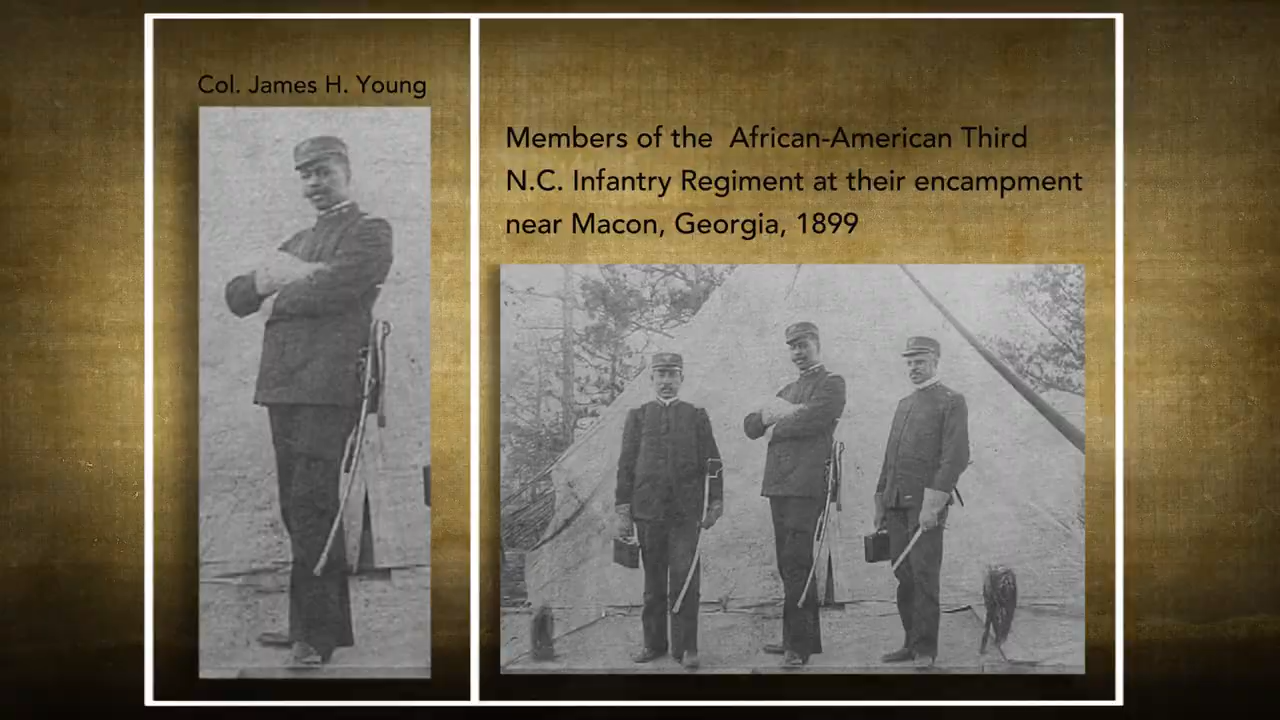 Col. James H. Young
Members of the African-American Third
N.C. Infantry Regiment at their encampment
near Macon, Georgia, 1899